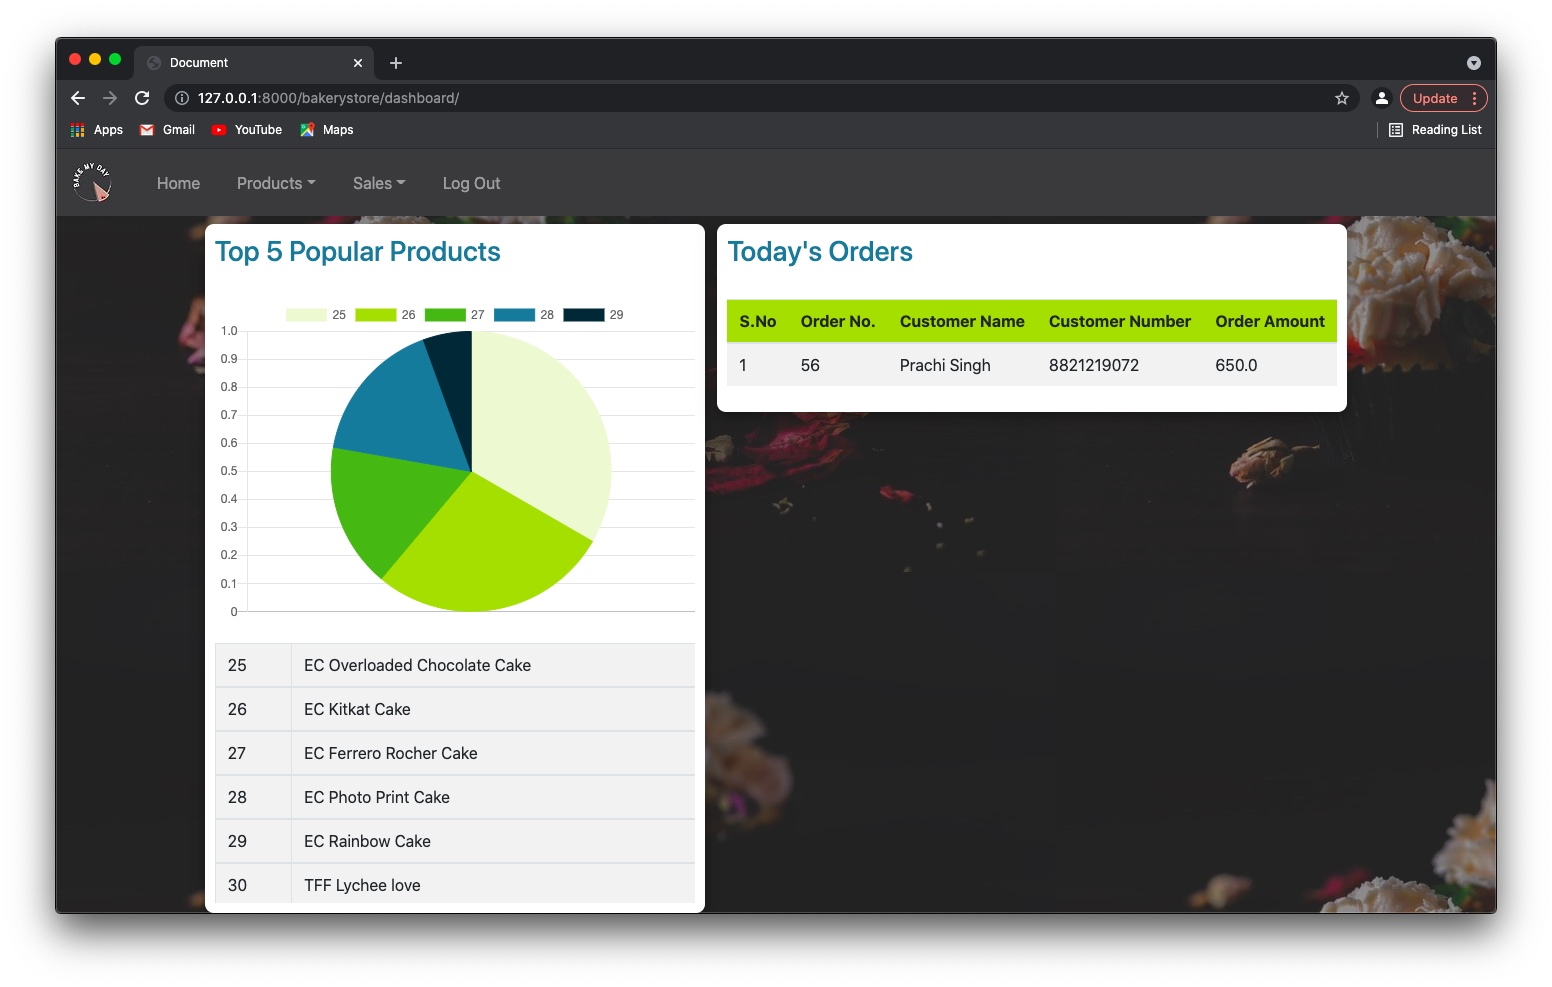 Document
127.0.0.1:8000/bakerystore/dashboard/
Update
Apps Gmail YouTube Maps Reading List
BAKE MY DAY
Home Products Sales Log Out
Top 5 Popular Products
25 26 27 28 29
1.0
0.9
0.8
0.7
0.6
0.5
0.4
0.3
0.2
0.1
0
25 EC Overloaded Chocolate Cake
26 EC Kitkat Cake
27 EC Ferrero Rocher Cake
28 EC Photo Print Cake
29 EC Rainbow Cake
30 TFF Lychee love
Today's Orders
S.No Order No. Customer Name Customer Number Order Amount
1 56 Prachi Singh 8821219072 650.0